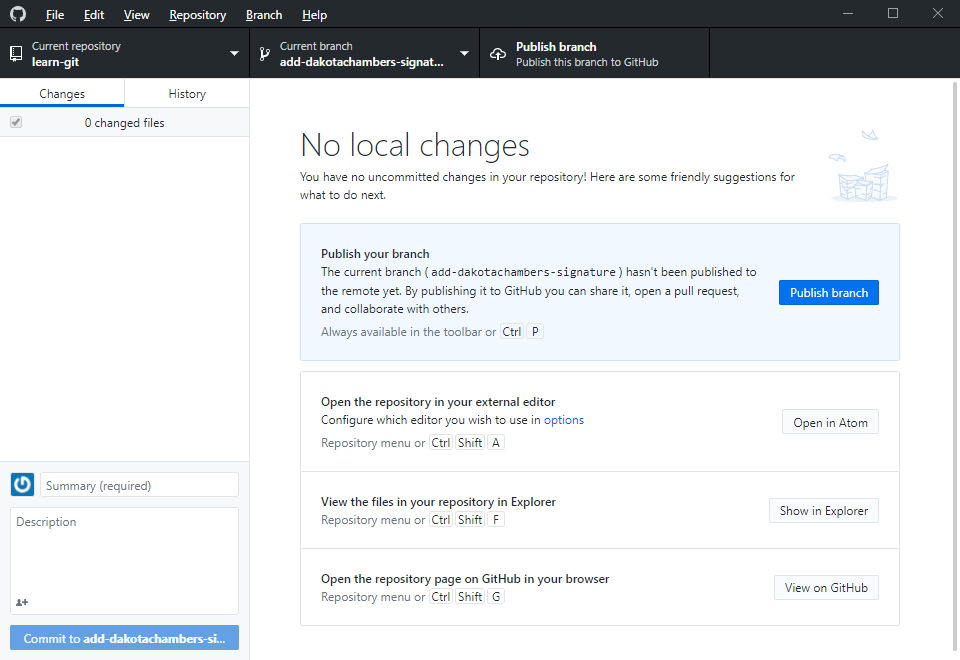 File Edit View Repository Branch Help
Current repository
learn-git
Current branch
add-dakotachambers-signat...
Publish branch
Publish this branch to GitHub
Changes History
0 changed files
No local changes
You have no uncommitted changes in your repository! Here are some friendly suggestions for
what to do next.
Publish your branch
The current branch ( add-dakotachambers-signature ) hasn't been published to
the remote yet. By publishing it to GitHub you can share it, open a pull request,
and collaborate with others.
Always available in the toolbar or Ctrl P
Publish branch
Open the repository in your external editor
Configure which editor you wish to use in options
Repository menu or Ctrl Shift A
Open in Atom
View the files in your repository in Explorer
Repository menu or Ctrl Shift F
Show in Explorer
Open the repository page on GitHub in your browser
Repository menu or Ctrl Shift G
View on GitHub
Summary (required)
Description
Commit to add-dakotachambers-si...